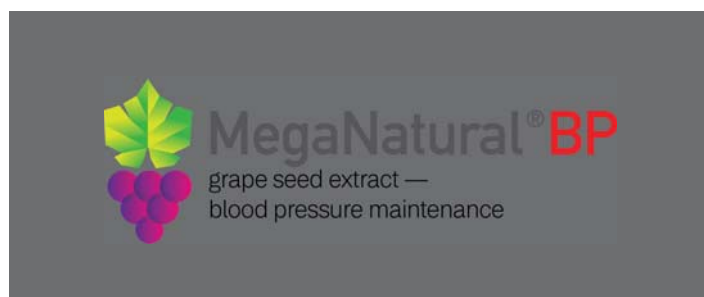 MegaNatural®BP
grape seed extract —
blood pressure maintenance